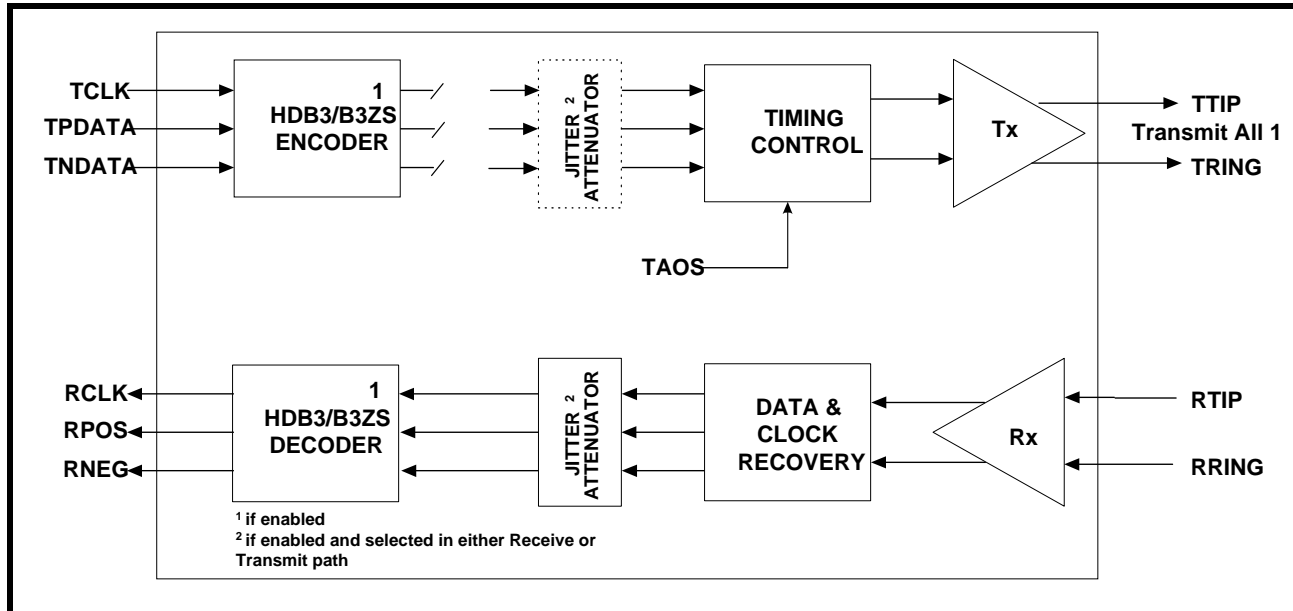 TCLK
TPDATA
TNDATA
1
HDB3/B3ZS
ENCODER
JITTER 2
ATTENUATOR
TIMING
CONTROL
Tx
TTIP
Transmit All 1
TRING
TAOS
RCLK
RPOS
RNEG
1
HDB3/B3ZS
DECODER
JITTER 2
ATTENUATOR
DATA &
CLOCK
RECOVERY
Rx
RTIP
RRING
1 if enabled
2 if enabled and selected in either Receive or
Transmit path